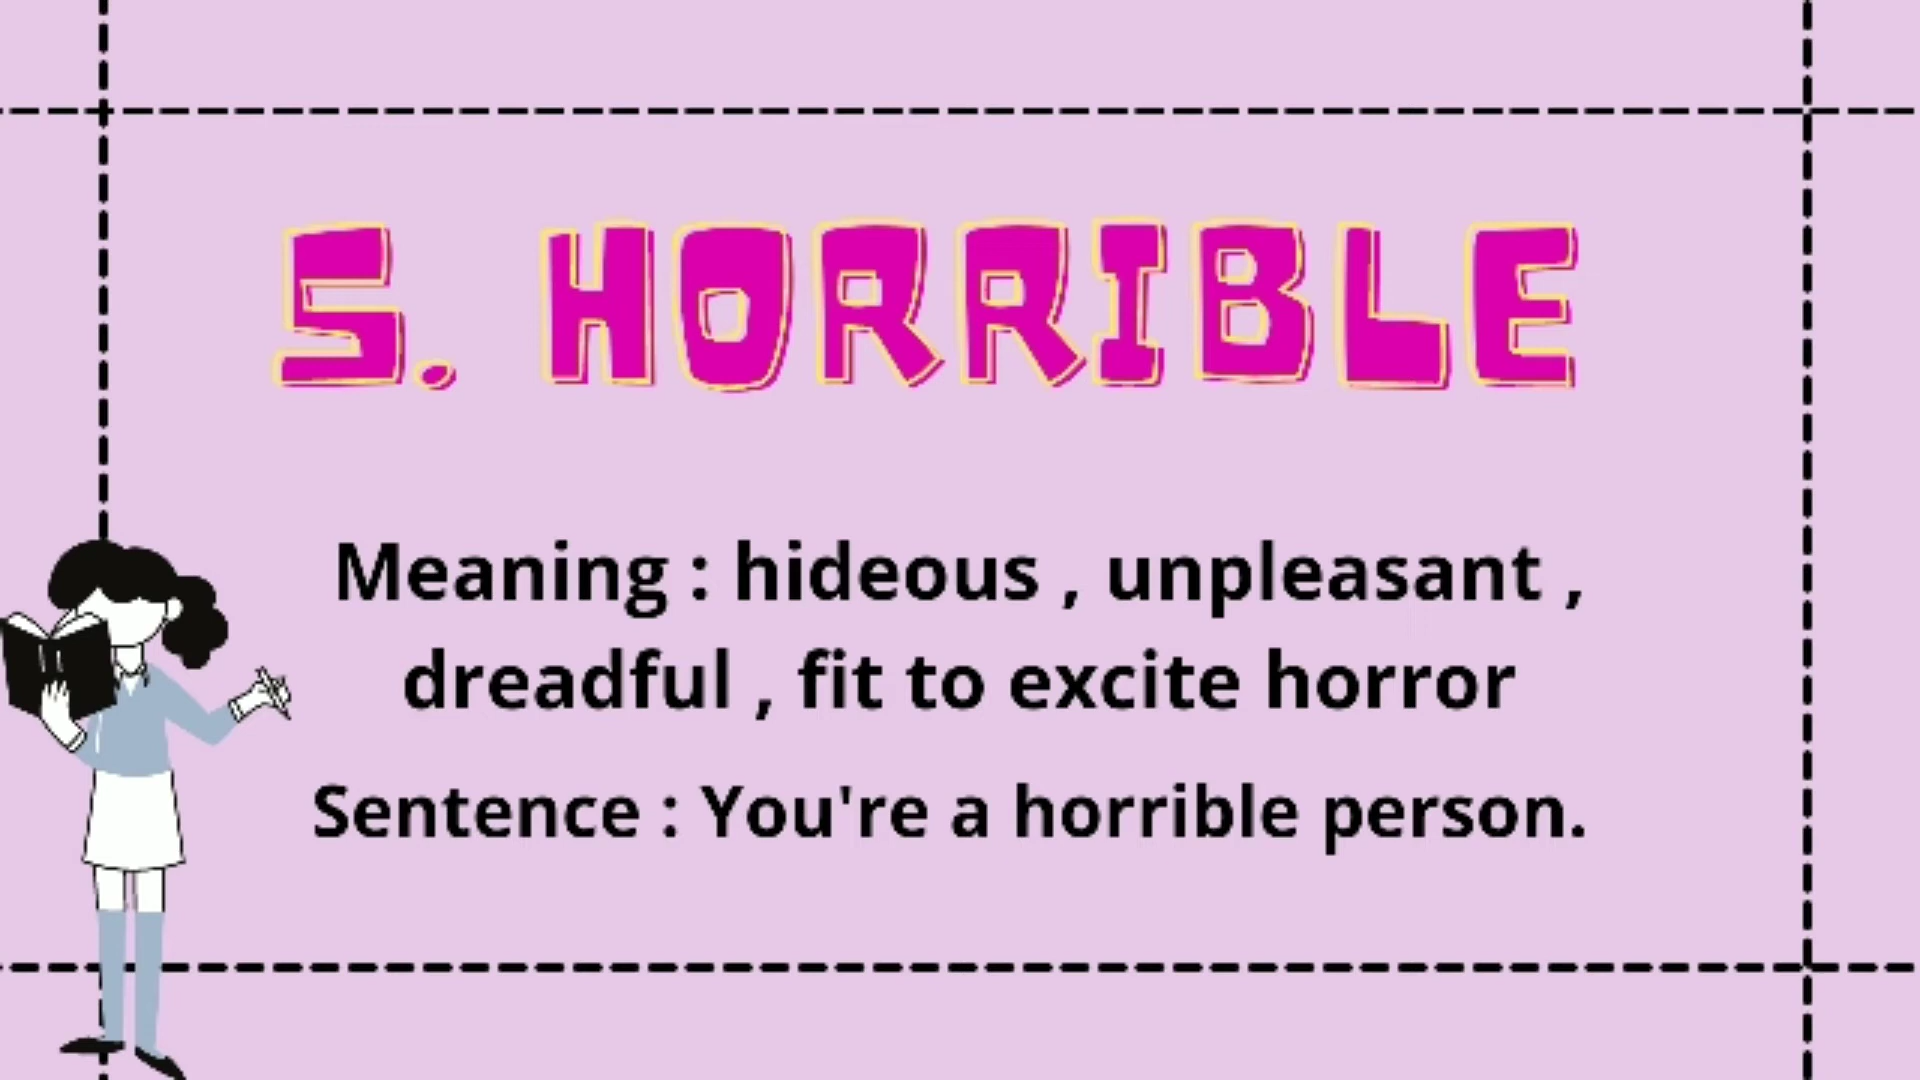 5. HORRIBLE
Meaning : hideous , unpleasant ,
dreadful , fit to excite horror
Sentence : You're a horrible person.